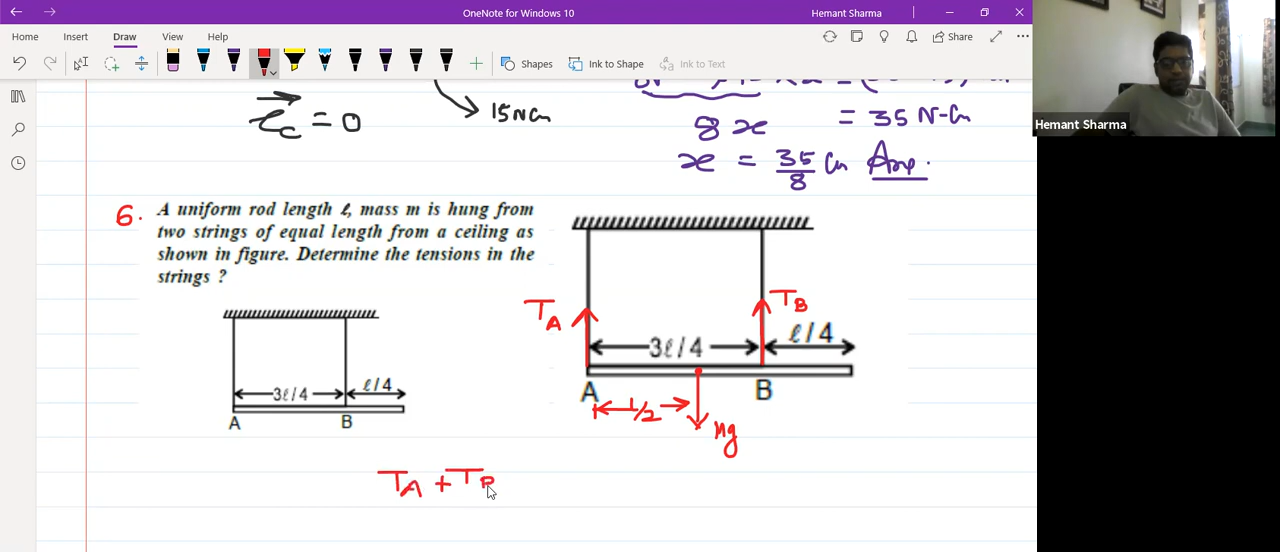 OneNote for Windows 10
Hemant Sharma
Home Insert Draw View Help
Share
Shapes
Ink to Shape
Ink to Text
Hemant Sharma
τc = 0
15 N Cm
8x = 35 N-Cm
x = 35/8 Cm Ans.
6. A uniform rod length ℓ, mass m is hung from
two strings of equal length from a ceiling as
shown in figure. Determine the tensions in the
strings ?
3ℓ/4 ℓ/4
A B
TA TB
3ℓ/4 ℓ/4
A B
l/2
Mg
TA + TB